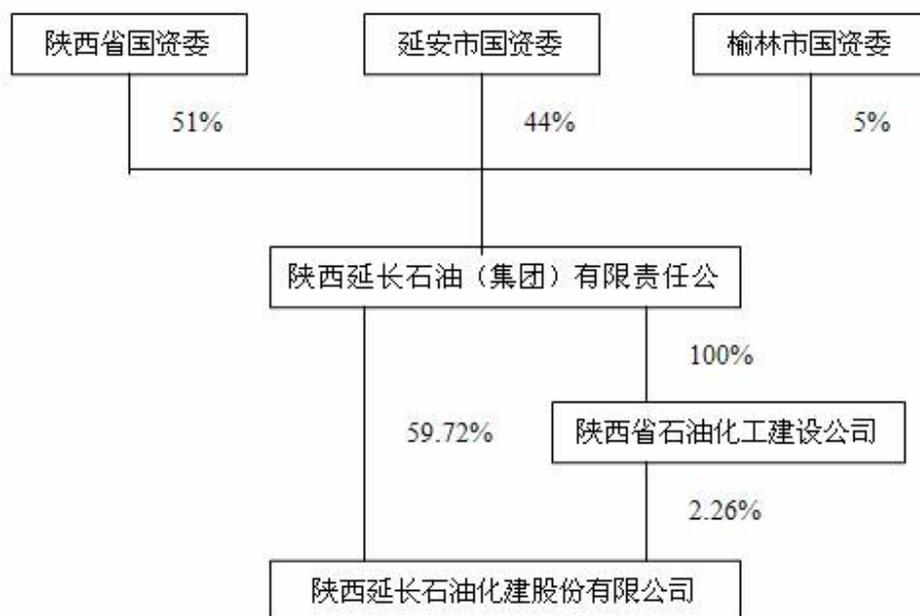 陕西省国资委
延安市国资委
榆林市国资委
51%
44%
5%
陕西延长石油（集团）有限责任公
100%
59.72%
陕西省石油化工建设公司
2.26%
陕西延长石油化建股份有限公司